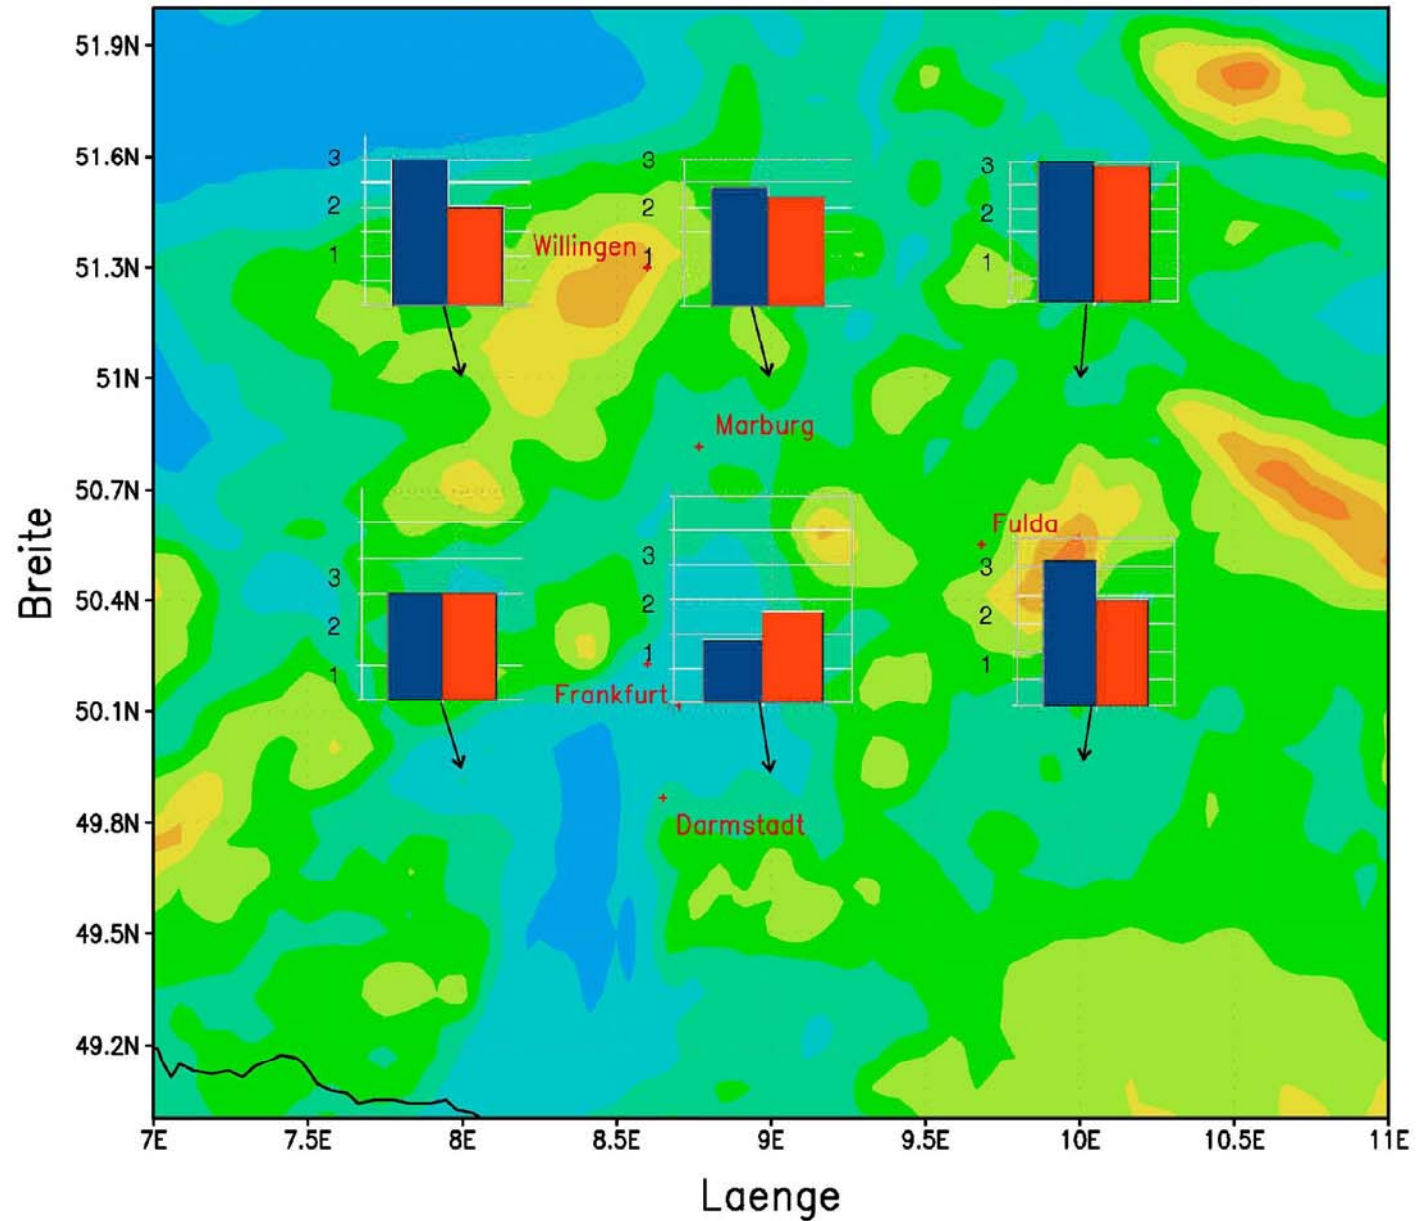 51.9N
51.6N
51.3N
51N
50.7N
50.4N
50.1N
49.8N
49.5N
49.2N
Breite
3
2
1
3
2
1
3
2
1
Willingen
Marburg
Fulda
3
2
1
3
2
1
3
2
1
Frankfurt
Darmstadt
7E 7.5E 8E 8.5E 9E 9.5E 10E 10.5E 11E
Laenge